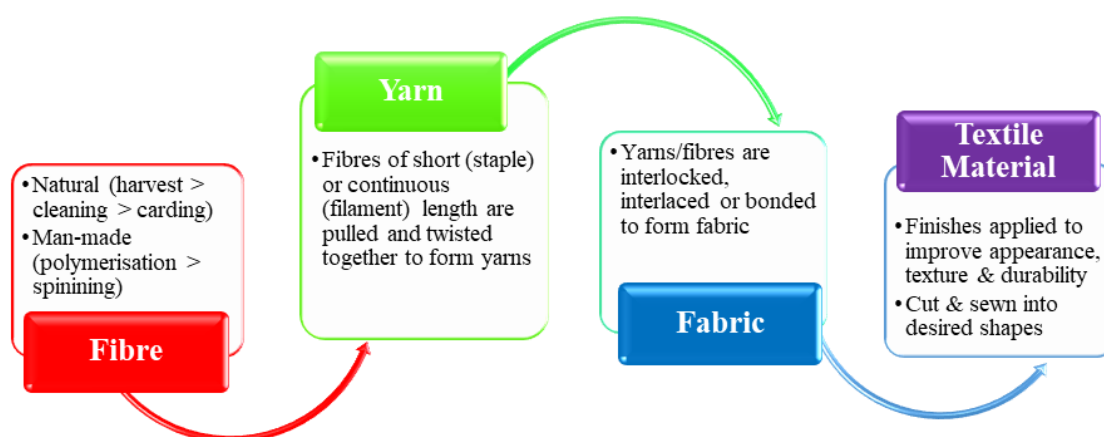 •Natural (harvest >
cleaning > carding)
•Man-made
(polymerisation >
spinining)
Fibre
Yarn
•Fibres of short (staple)
or continuous
(filament) length are
pulled and twisted
together to form yarns
•Yarns/fibres are
interlocked,
interlaced or bonded
to form fabric
Fabric
Textile
Material
•Finishes applied to
improve appearance,
texture & durability
•Cut & sewn into
desired shapes